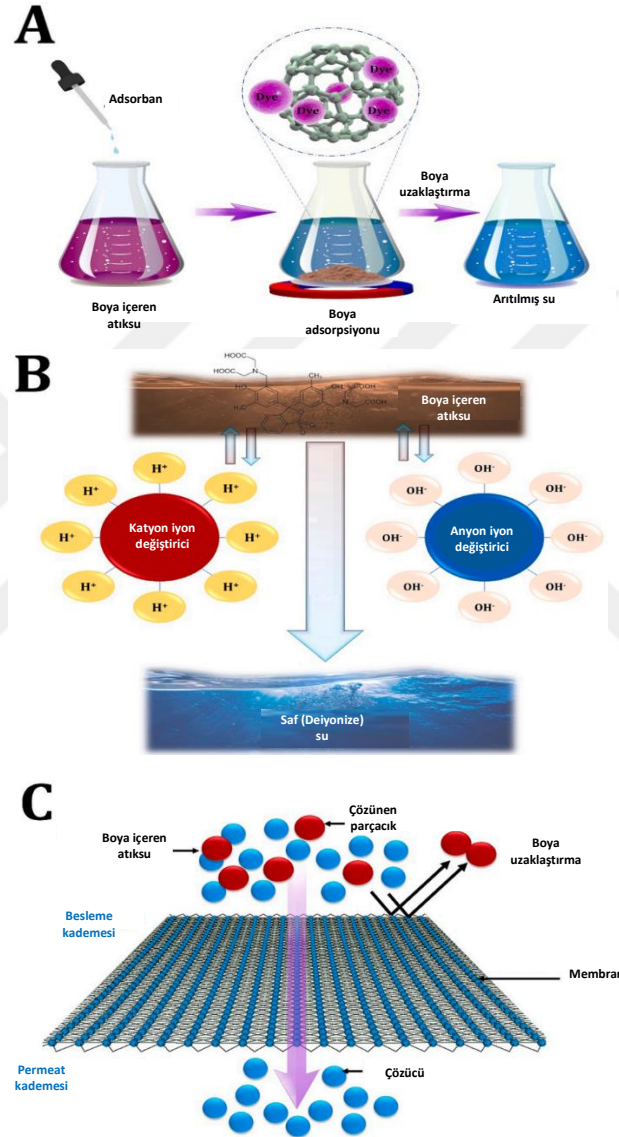 A
Adsorban
Dye
Dye
Dye
Dye
Boya
uzaklaştırma
Boya içeren
atıksu
Boya
adsorpsiyonu
Arıtılmış su
B
HOOC
HOOC
N
CH₃
Boya içeren
atıksu
H⁺
H⁺
H⁺
H⁺
H⁺
H⁺
H⁺
H⁺
Katyon iyon
değiştirici
OH⁻
OH⁻
OH⁻
OH⁻
OH⁻
OH⁻
OH⁻
OH⁻
Anyon iyon
değiştirici
Saf (Deiyonize)
su
C
Boya içeren
atıksu
Çözünen
parçacık
Boya
uzaklaştırma
Besleme
kademesi
Membran
Permeat
kademesi
Çözücü